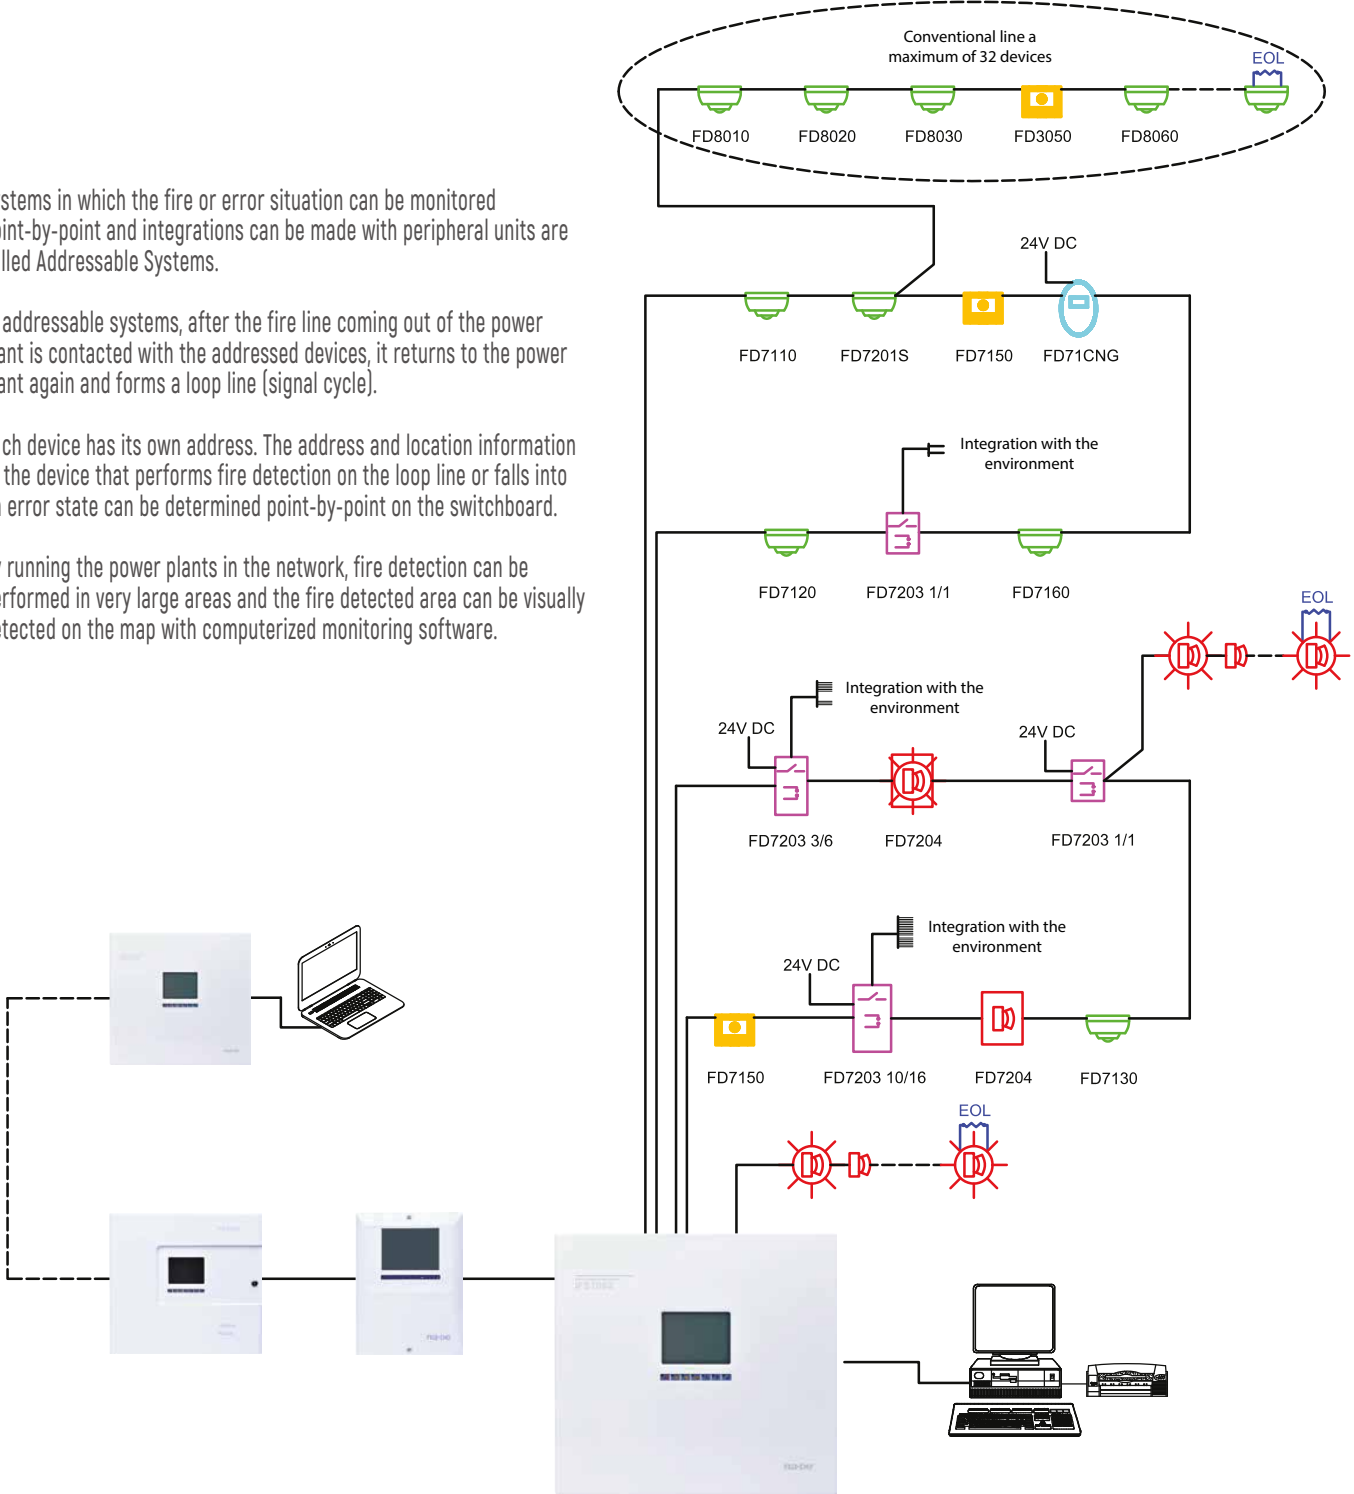 Conventional line a
maximum of 32 devices
EOL
FD8010 FD8020 FD8030 FD3050 FD8060
stems in which the fire or error situation can be monitored
int-by-point and integrations can be made with peripheral units are
lled Addressable Systems.
addressable systems, after the fire line coming out of the power
ant is contacted with the addressed devices, it returns to the power
ant again and forms a loop line (signal cycle).
ch device has its own address. The address and location information
the device that performs fire detection on the loop line or falls into
error state can be determined point-by-point on the switchboard.
running the power plants in the network, fire detection can be
erformed in very large areas and the fire detected area can be visually
etected on the map with computerized monitoring software.
24V DC
FD7110 FD7201S FD7150 FD71CNG
Integration with the
environment
FD7120 FD7203 1/1 FD7160
EOL
Integration with the
environment
24V DC
24V DC
FD7203 3/6 FD7204 FD7203 1/1
Integration with the
environment
24V DC
FD7150 FD7203 10/16 FD7204 FD7130
EOL